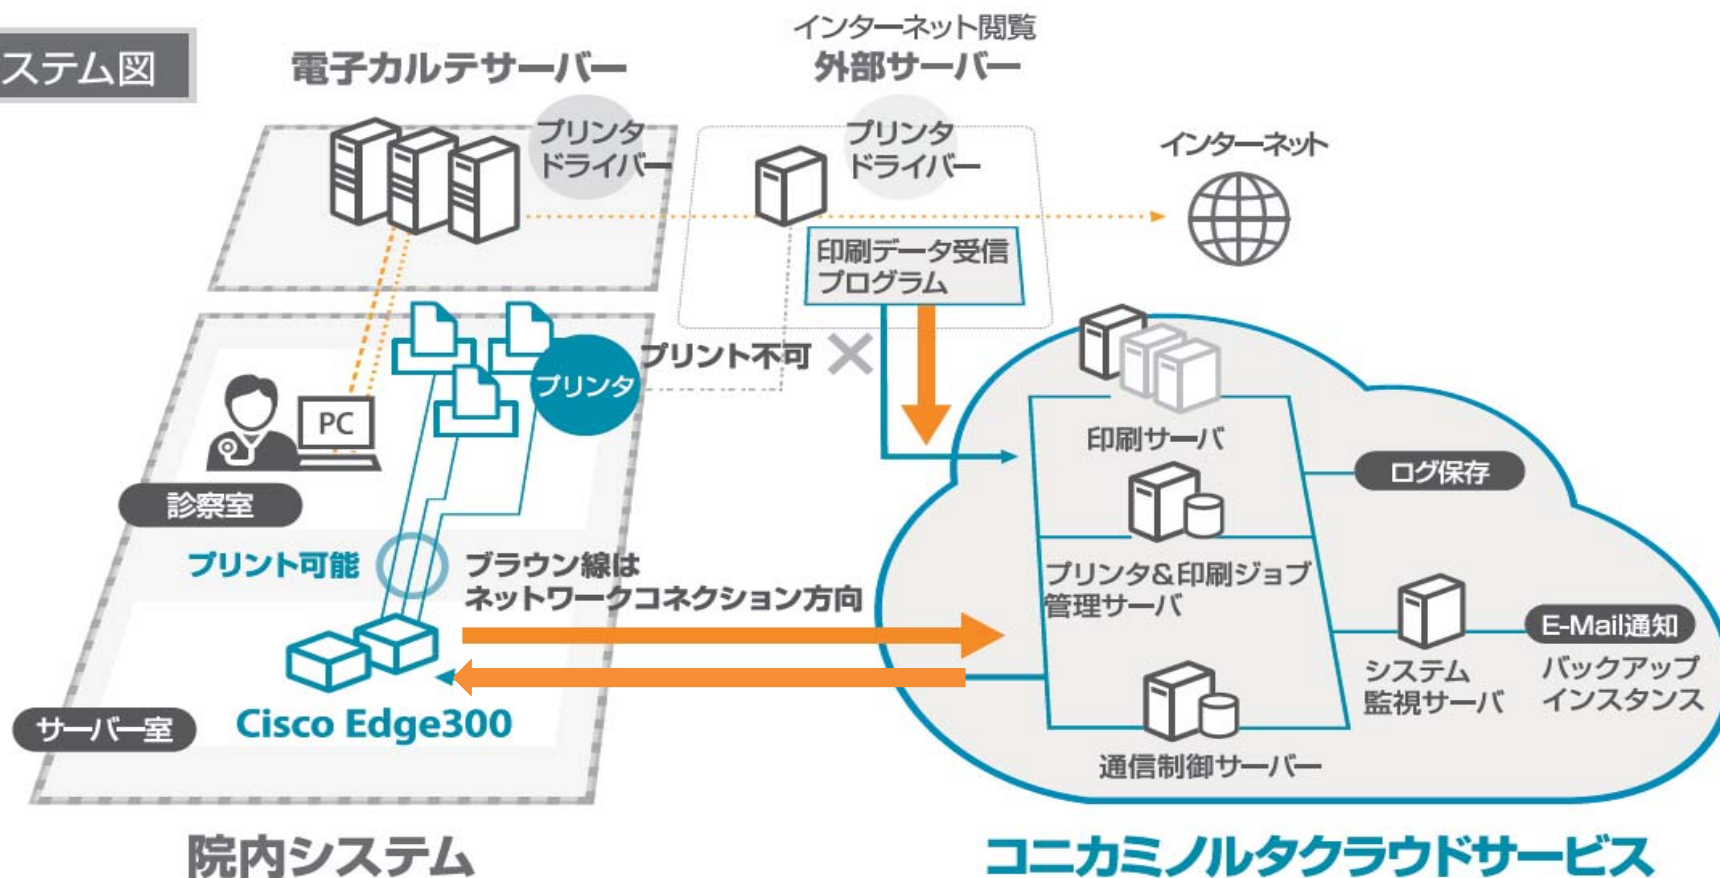 ステム図
電子カルテサーバー
インターネット閲覧
外部サーバー
プリンタ
ドライバー
プリンタ
ドライバー
インターネット
印刷データ受信
プログラム
プリント不可
プリンタ
PC
診察室
プリント可能
ブラウン線は
ネットワークコネクション方向
印刷サーバ
ログ保存
プリンタ&印刷ジョブ
管理サーバ
E-Mail通知
システム
監視サーバ
バックアップ
インスタンス
サーバー室
Cisco Edge300
通信制御サーバー
院内システム
コニカミノルタクラウドサービス